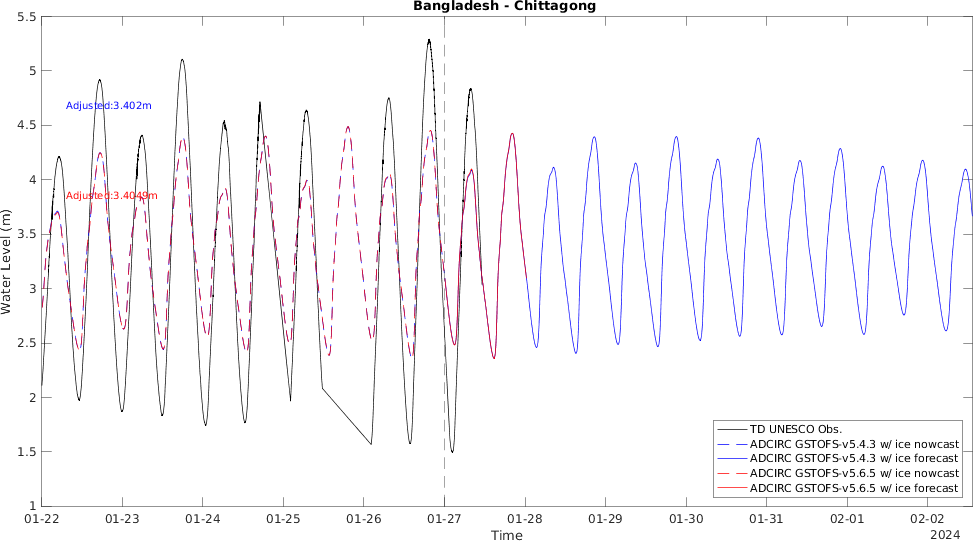 Bangladesh - Chittagong
5.5
5
4.5
4
3.5
3
2.5
2
1.5
1
Water Level (m)
Adjusted:3.402m
Adjusted:3.4049m
TD UNESCO Obs.
ADCIRC GSTOFS-v5.4.3 w/ ice nowcast
ADCIRC GSTOFS-v5.4.3 w/ ice forecast
ADCIRC GSTOFS-v5.6.5 w/ ice nowcast
ADCIRC GSTOFS-v5.6.5 w/ ice forecast
01-22 01-23 01-24 01-25 01-26 01-27 01-28 01-29 01-30 01-31 02-01 02-02
Time
2024